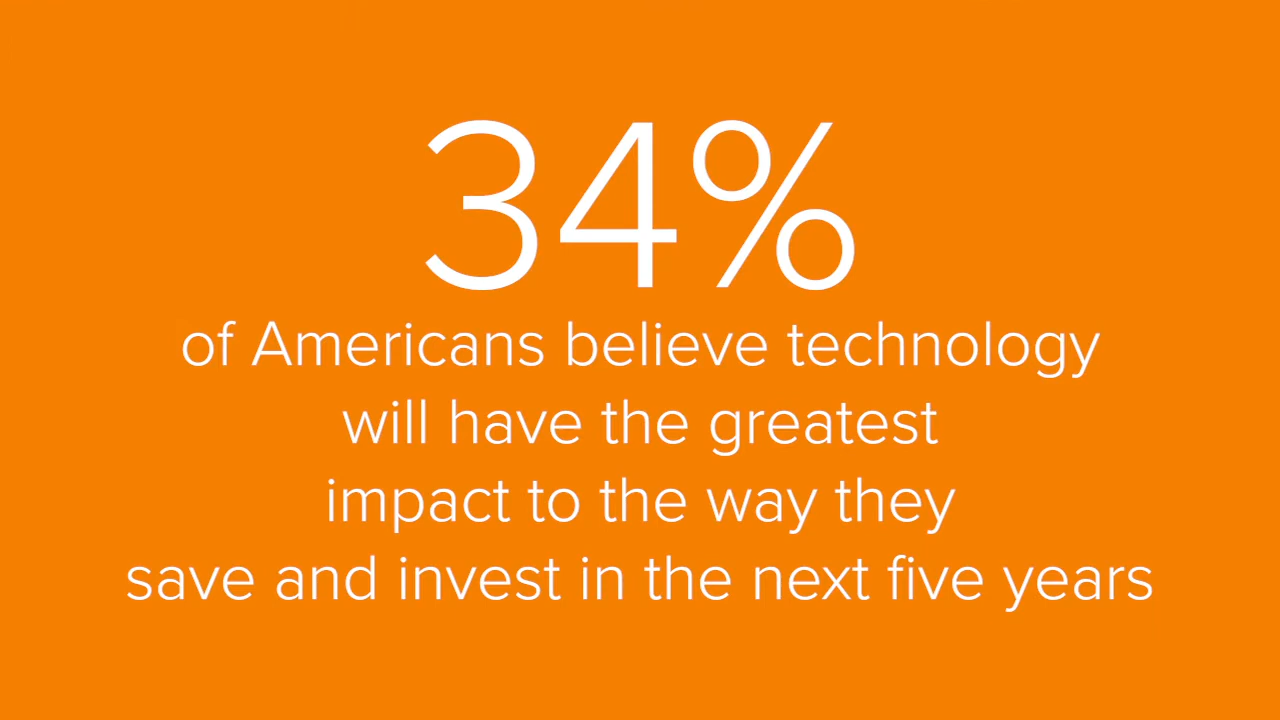 34%
of Americans believe technology
will have the greatest
impact to the way they
save and invest in the next five years